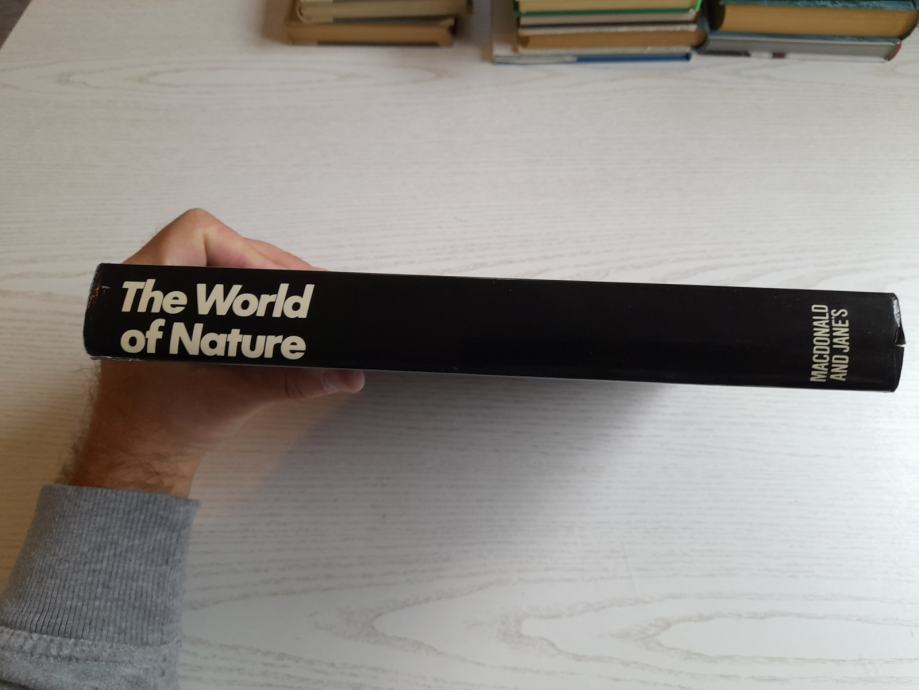 The World
of Nature
MACDONALD
AND JANE'S